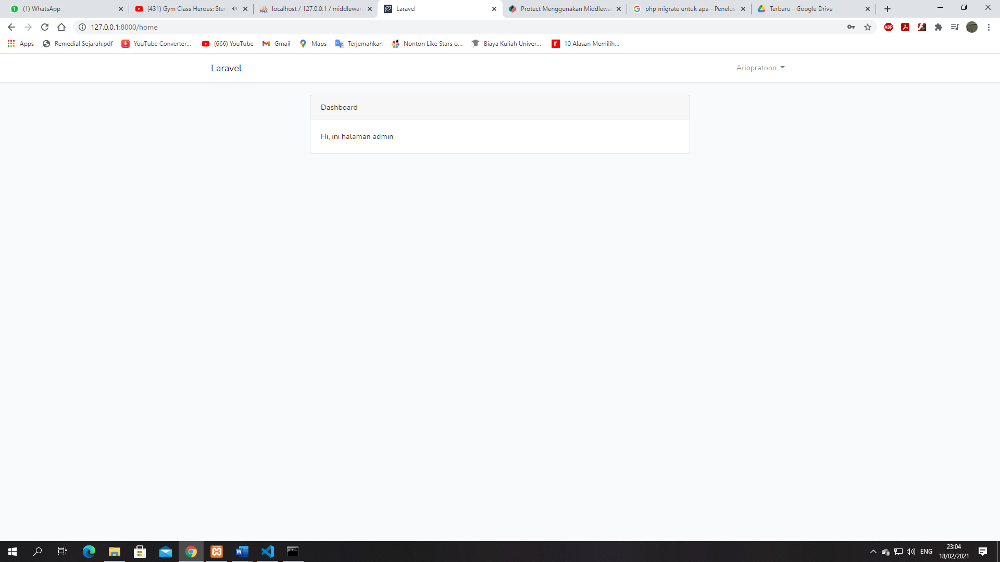 (1) WhatsApp
(431) Gym Class Heroes: Ster
localhost / 127.0.0.1 / middlewar
Laravel
Protect Menggunakan Middlewa
php migrate untuk apa - Penelus
Terbaru - Google Drive
127.0.0.1:8000/home
ABP
Apps
Remedial Sejarah.pdf
YouTube Converter...
(666) YouTube
Gmail
Maps
Terjemahkan
Nonton Like Stars o...
Biaya Kuliah Univer...
10 Alasan Memilih...
Laravel
Ariopratono
Dashboard
Hi, ini halaman admin
ENG
23:04
18/02/2021